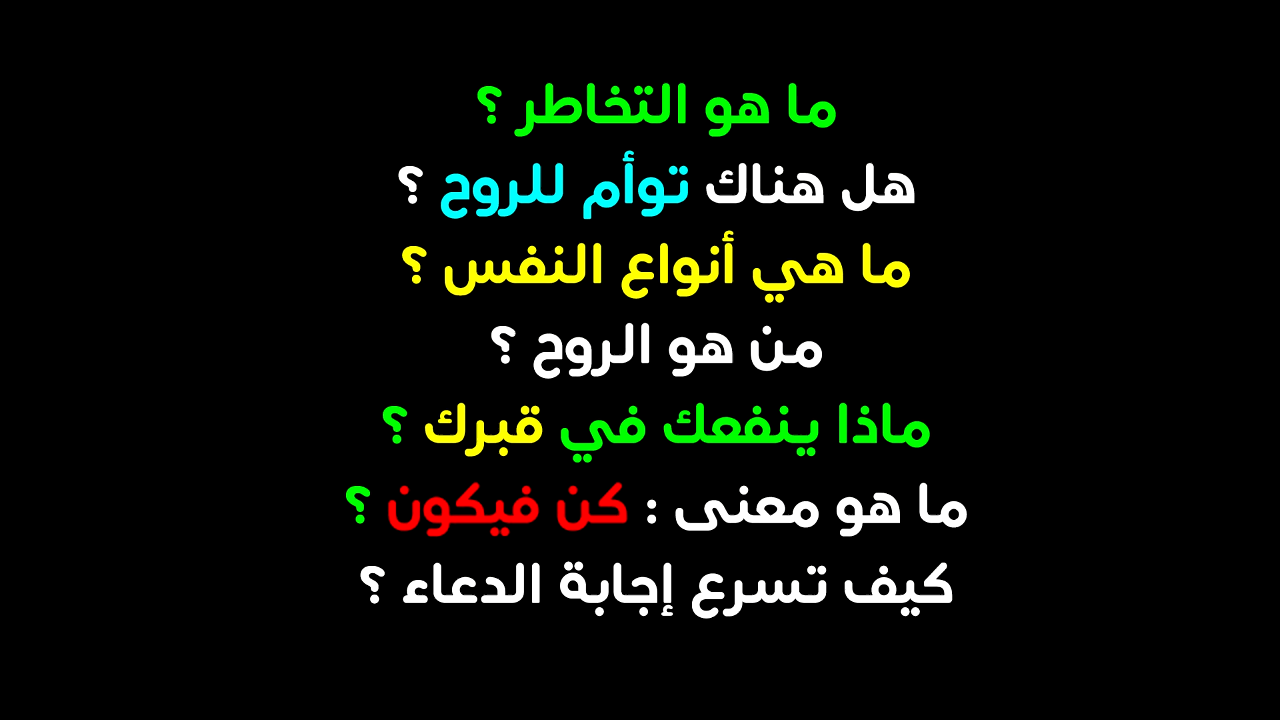 ما هو التخاطر ؟
هل هناك توأم للروح ؟
ما هي أنواع النفس ؟
من هو الروح ؟
ماذا ينفعك في قبرك ؟
ما هو معنى : كن فيكون ؟
كيف تسرع إجابة الدعاء ؟